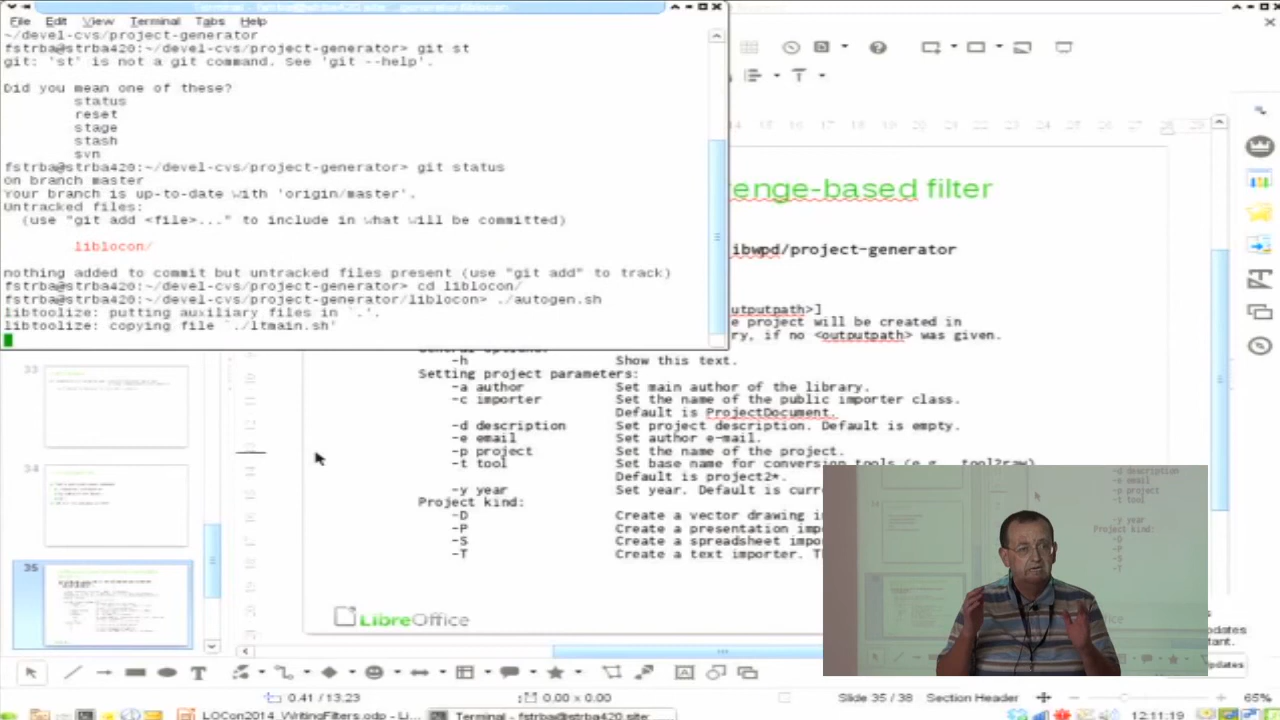 File Edit View Terminal Tabs Help
~/devel-cvs/project-generator
fstrba@strba420:~/devel-cvs/project-generator> git st
git: 'st' is not a git command. See 'git --help'.
Did you mean one of these?
status
reset
stage
stash
svn
fstrba@strba420:~/devel-cvs/project-generator> git status
On branch master
Your branch is up-to-date with 'origin/master'.
Untracked files:
(use "git add <file>..." to include in what will be committed)
liblocon/
nothing added to commit but untracked files present (use "git add" to track)
fstrba@strba420:~/devel-cvs/project-generator> cd liblocon/
fstrba@strba420:~/devel-cvs/project-generator/liblocon> ./autogen.sh
libtoolize: putting auxiliary files in `.'.
libtoolize: copying file `./ltmain.sh'
enge-based filter
ibwpd/project-generator
utputpath>]
e project will be created in
ry, if no <outputpath> was given.
-h Show this text.
Setting project parameters:
-a author Set main author of the library.
-c importer Set the name of the public importer class.
Default is ProjectDocument.
-d description Set project description. Default is empty.
-e email Set author e-mail.
-p project Set the name of the project.
-t tool Set base name for conversion tools (e.g., tool2raw)
Default is project2*.
-y year Set year. Default is curr
Project kind:
-D Create a vector drawing i
-P Create a presentation imp
-S Create a spreadsheet impo
-T Create a text importer. T
LibreOffice
33
34
35
-d description
-e email
-p project
-t tool
-y year
Project kind:
-D
-P
-S
-T
0.41 / 13.23 0.00 x 0.00 Slide 35 / 38 Section Header 65%
LOCon2014_WritingFilters.odp - Li... Terminal - fstrba@strba420.site: 12:11:19